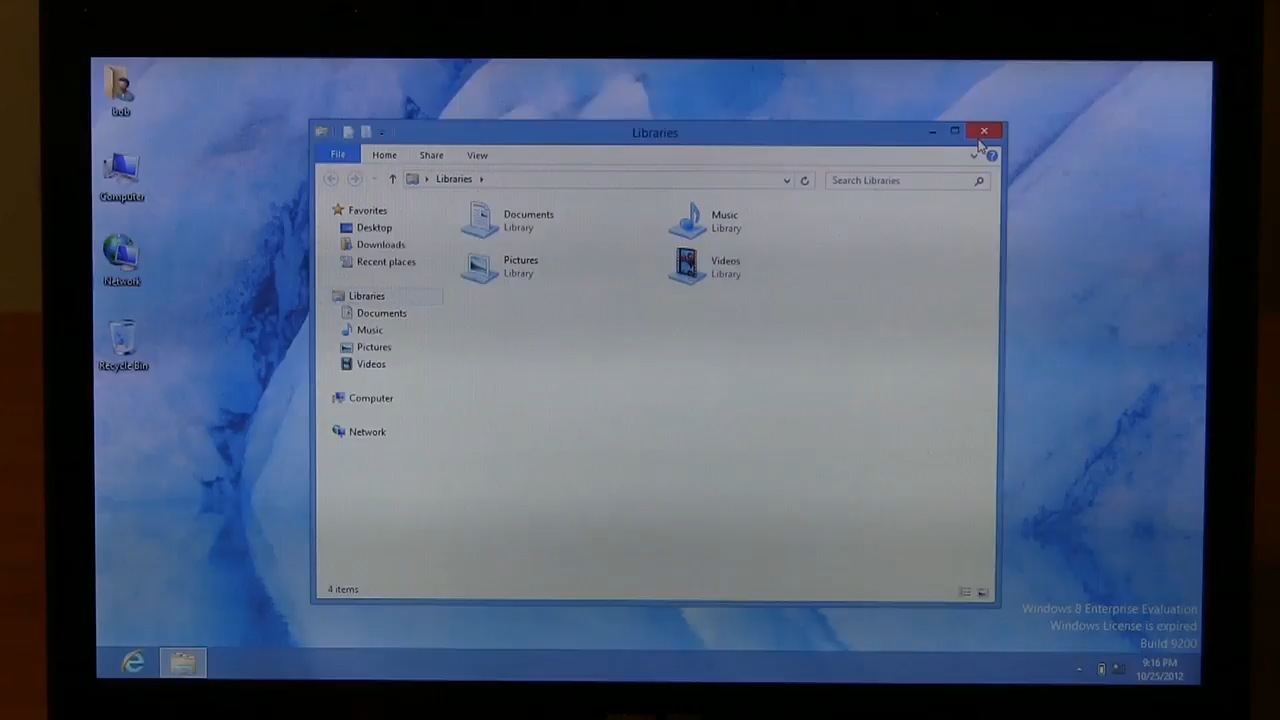 bob
Computer
Network
Recycle Bin
Libraries
File Home Share View
Libraries
Search Libraries
Favorites
Desktop
Downloads
Recent places
Libraries
Documents
Music
Pictures
Videos
Computer
Network
Documents
Library
Music
Library
Pictures
Library
Videos
Library
4 items
Windows 8 Enterprise Evaluation
Windows License is expired
Build 9200
9:16 PM
10/25/2012